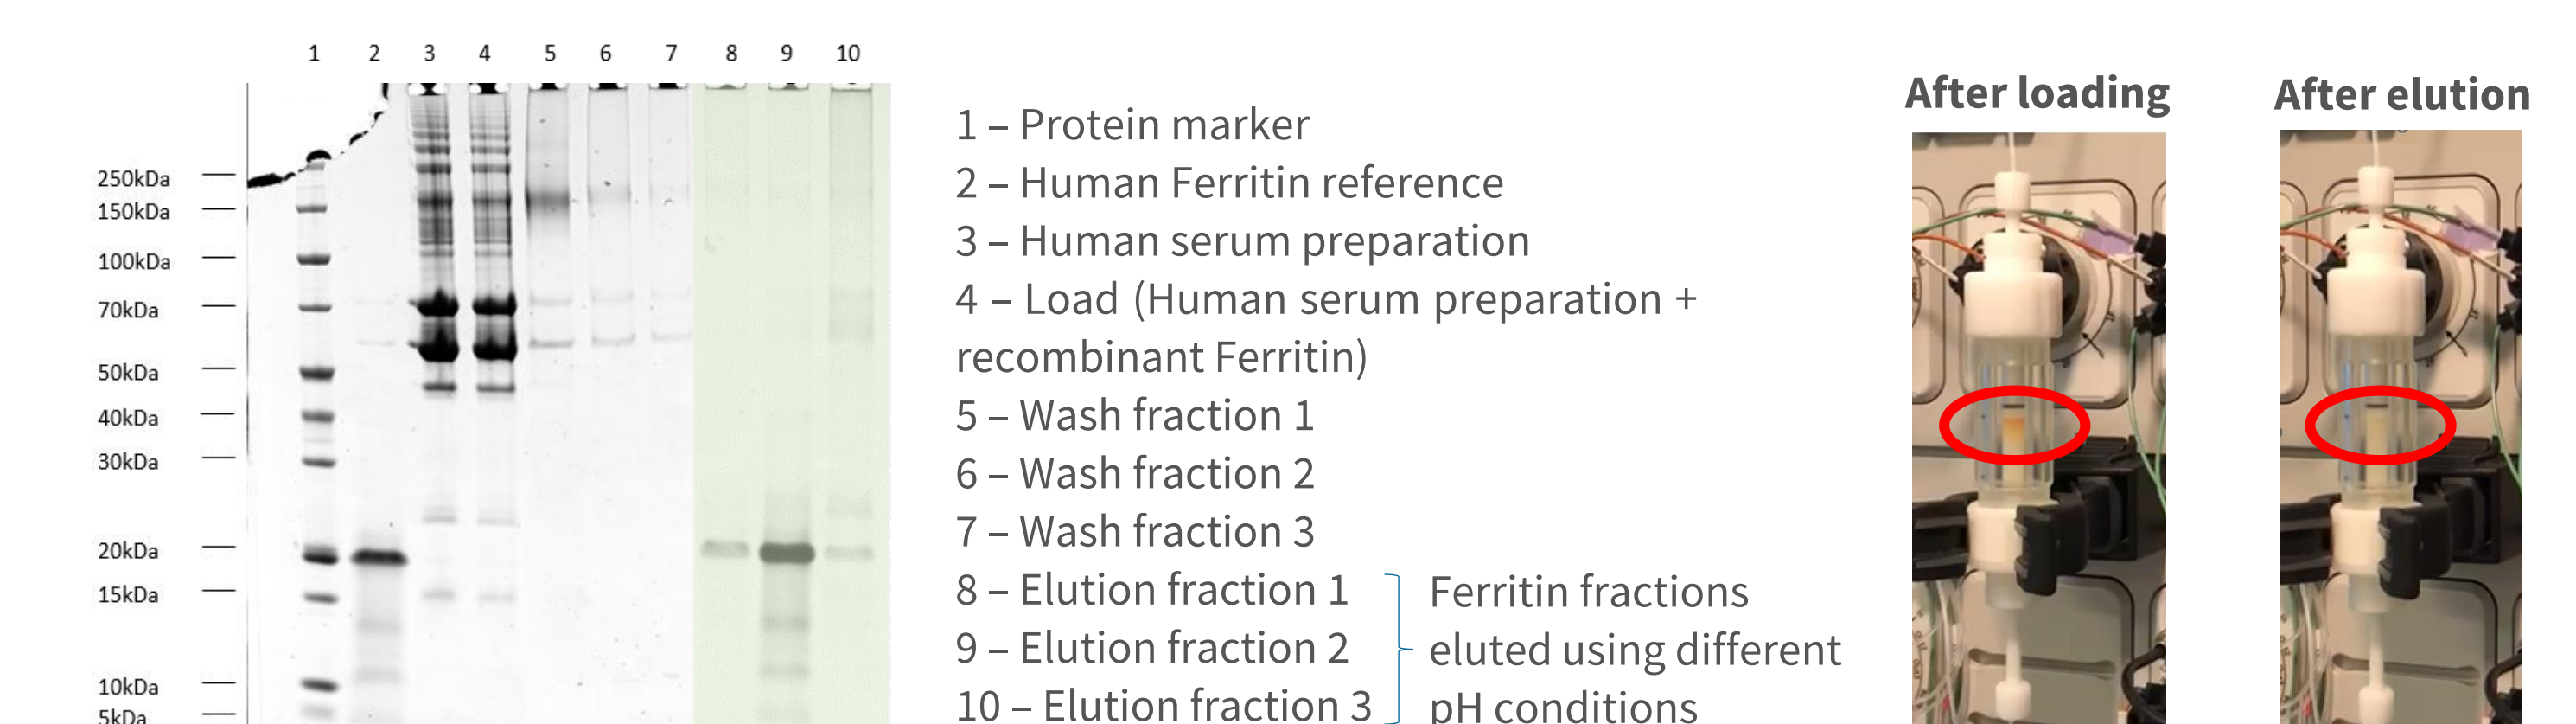 1 2 3 4 5 6 7 8 9 10
250kDa
150kDa
100kDa
70kDa
50kDa
40kDa
30kDa
20kDa
15kDa
10kDa
5kDa
1 – Protein marker
2 – Human Ferritin reference
3 – Human serum preparation
4 – Load (Human serum preparation +
recombinant Ferritin)
5 – Wash fraction 1
6 – Wash fraction 2
7 – Wash fraction 3
8 – Elution fraction 1
9 – Elution fraction 2
10 – Elution fraction 3
Ferritin fractions
eluted using different
pH conditions
After loading
After elution